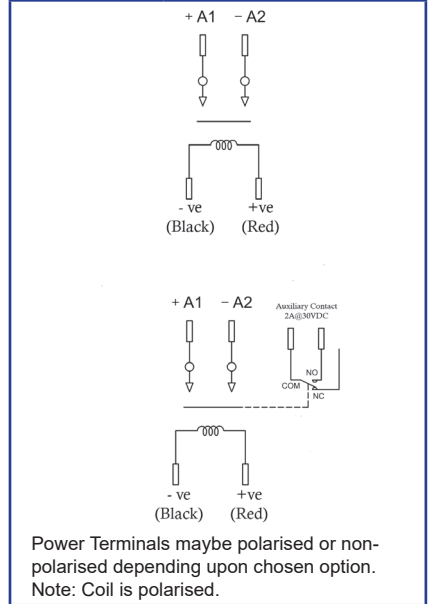 + A1 − A2
- ve +ve
(Black) (Red)
+ A1 − A2 Auxiliary Contact
2A@30VDC
NO
COM
NC
- ve +ve
(Black) (Red)
Power Terminals maybe polarised or non-
polarised depending upon chosen option.
Note: Coil is polarised.